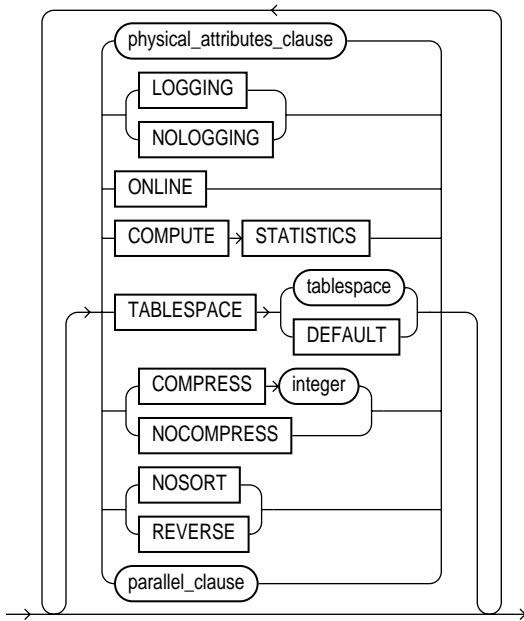 physical_attributes_clause
LOGGING
NOLOGGING
ONLINE
COMPUTE STATISTICS
tablespace
TABLESPACE
DEFAULT
COMPRESS integer
NOCOMPRESS
NOSORT
REVERSE
parallel_clause